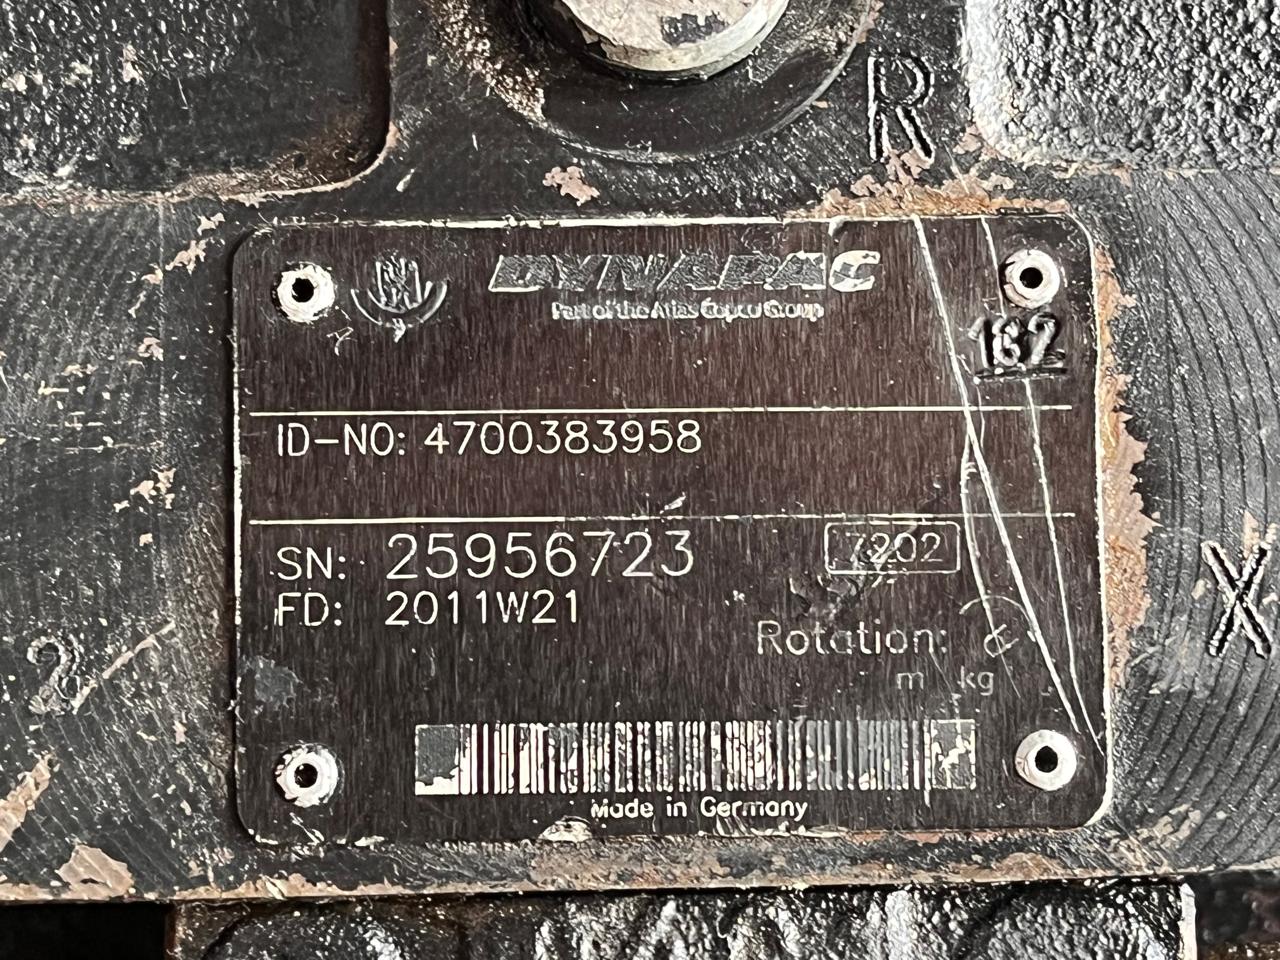 R
DYNAPAC
Part of the Atlas Copco Group
162
ID-NO: 4700383958
SN: 25956723
7202
FD: 2011W21
X
Rotation:
2
m kg
Made in Germany